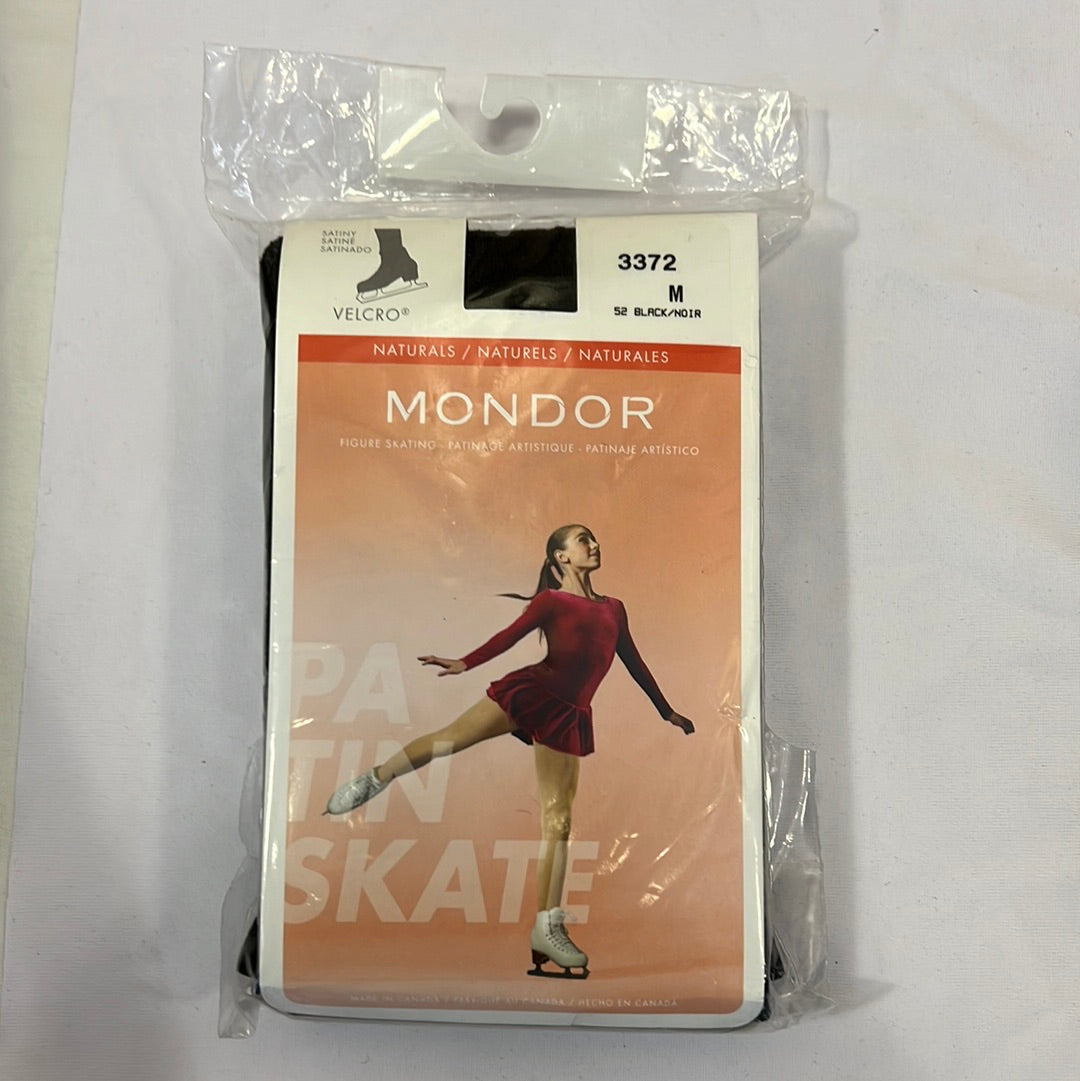 SATINY
SATINÉ
SATINADO
VELCRO®
3372
M
52 BLACK/NOIR
NATURALS / NATURELS / NATURALES
MONDOR
FIGURE SKATING - PATINAGE ARTISTIQUE - PATINAJE ARTÍSTICO
PA
TIN
SKATE
MADE IN CANADA / FABRIQUÉ AU CANADA / HECHO EN CANADÁ